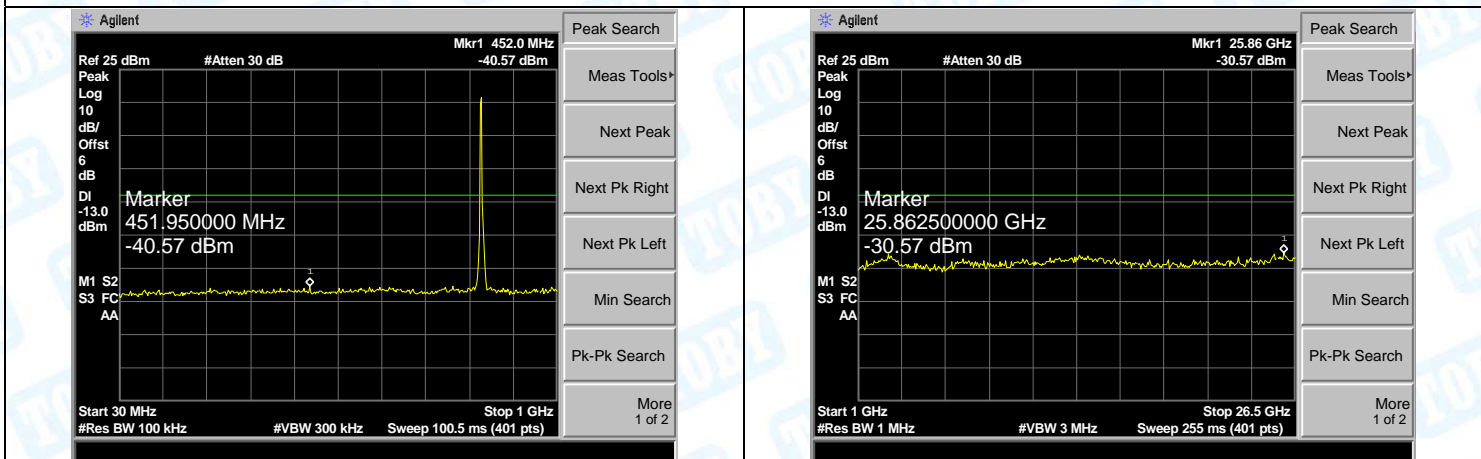 Agilent
Peak Search
Mkr1 452.0 MHz
Ref 25 dBm #Atten 30 dB -40.57 dBm
Peak
Log
10
dB/
Offst
6
dB
DI
-13.0
dBm
M1 S2
S3 FC
AA
Marker
451.950000 MHz
-40.57 dBm
1
Start 30 MHz Stop 1 GHz
#Res BW 100 kHz #VBW 300 kHz Sweep 100.5 ms (401 pts)
Meas Tools
Next Peak
Next Pk Right
Next Pk Left
Min Search
Pk-Pk Search
More
1 of 2
Agilent
Peak Search
Mkr1 25.86 GHz
Ref 25 dBm #Atten 30 dB -30.57 dBm
Peak
Log
10
dB/
Offst
6
dB
DI
-13.0
dBm
M1 S2
S3 FC
AA
Marker
25.862500000 GHz
-30.57 dBm
1
Start 1 GHz Stop 26.5 GHz
#Res BW 1 MHz #VBW 3 MHz Sweep 255 ms (401 pts)
Meas Tools
Next Peak
Next Pk Right
Next Pk Left
Min Search
Pk-Pk Search
More
1 of 2
TOBY